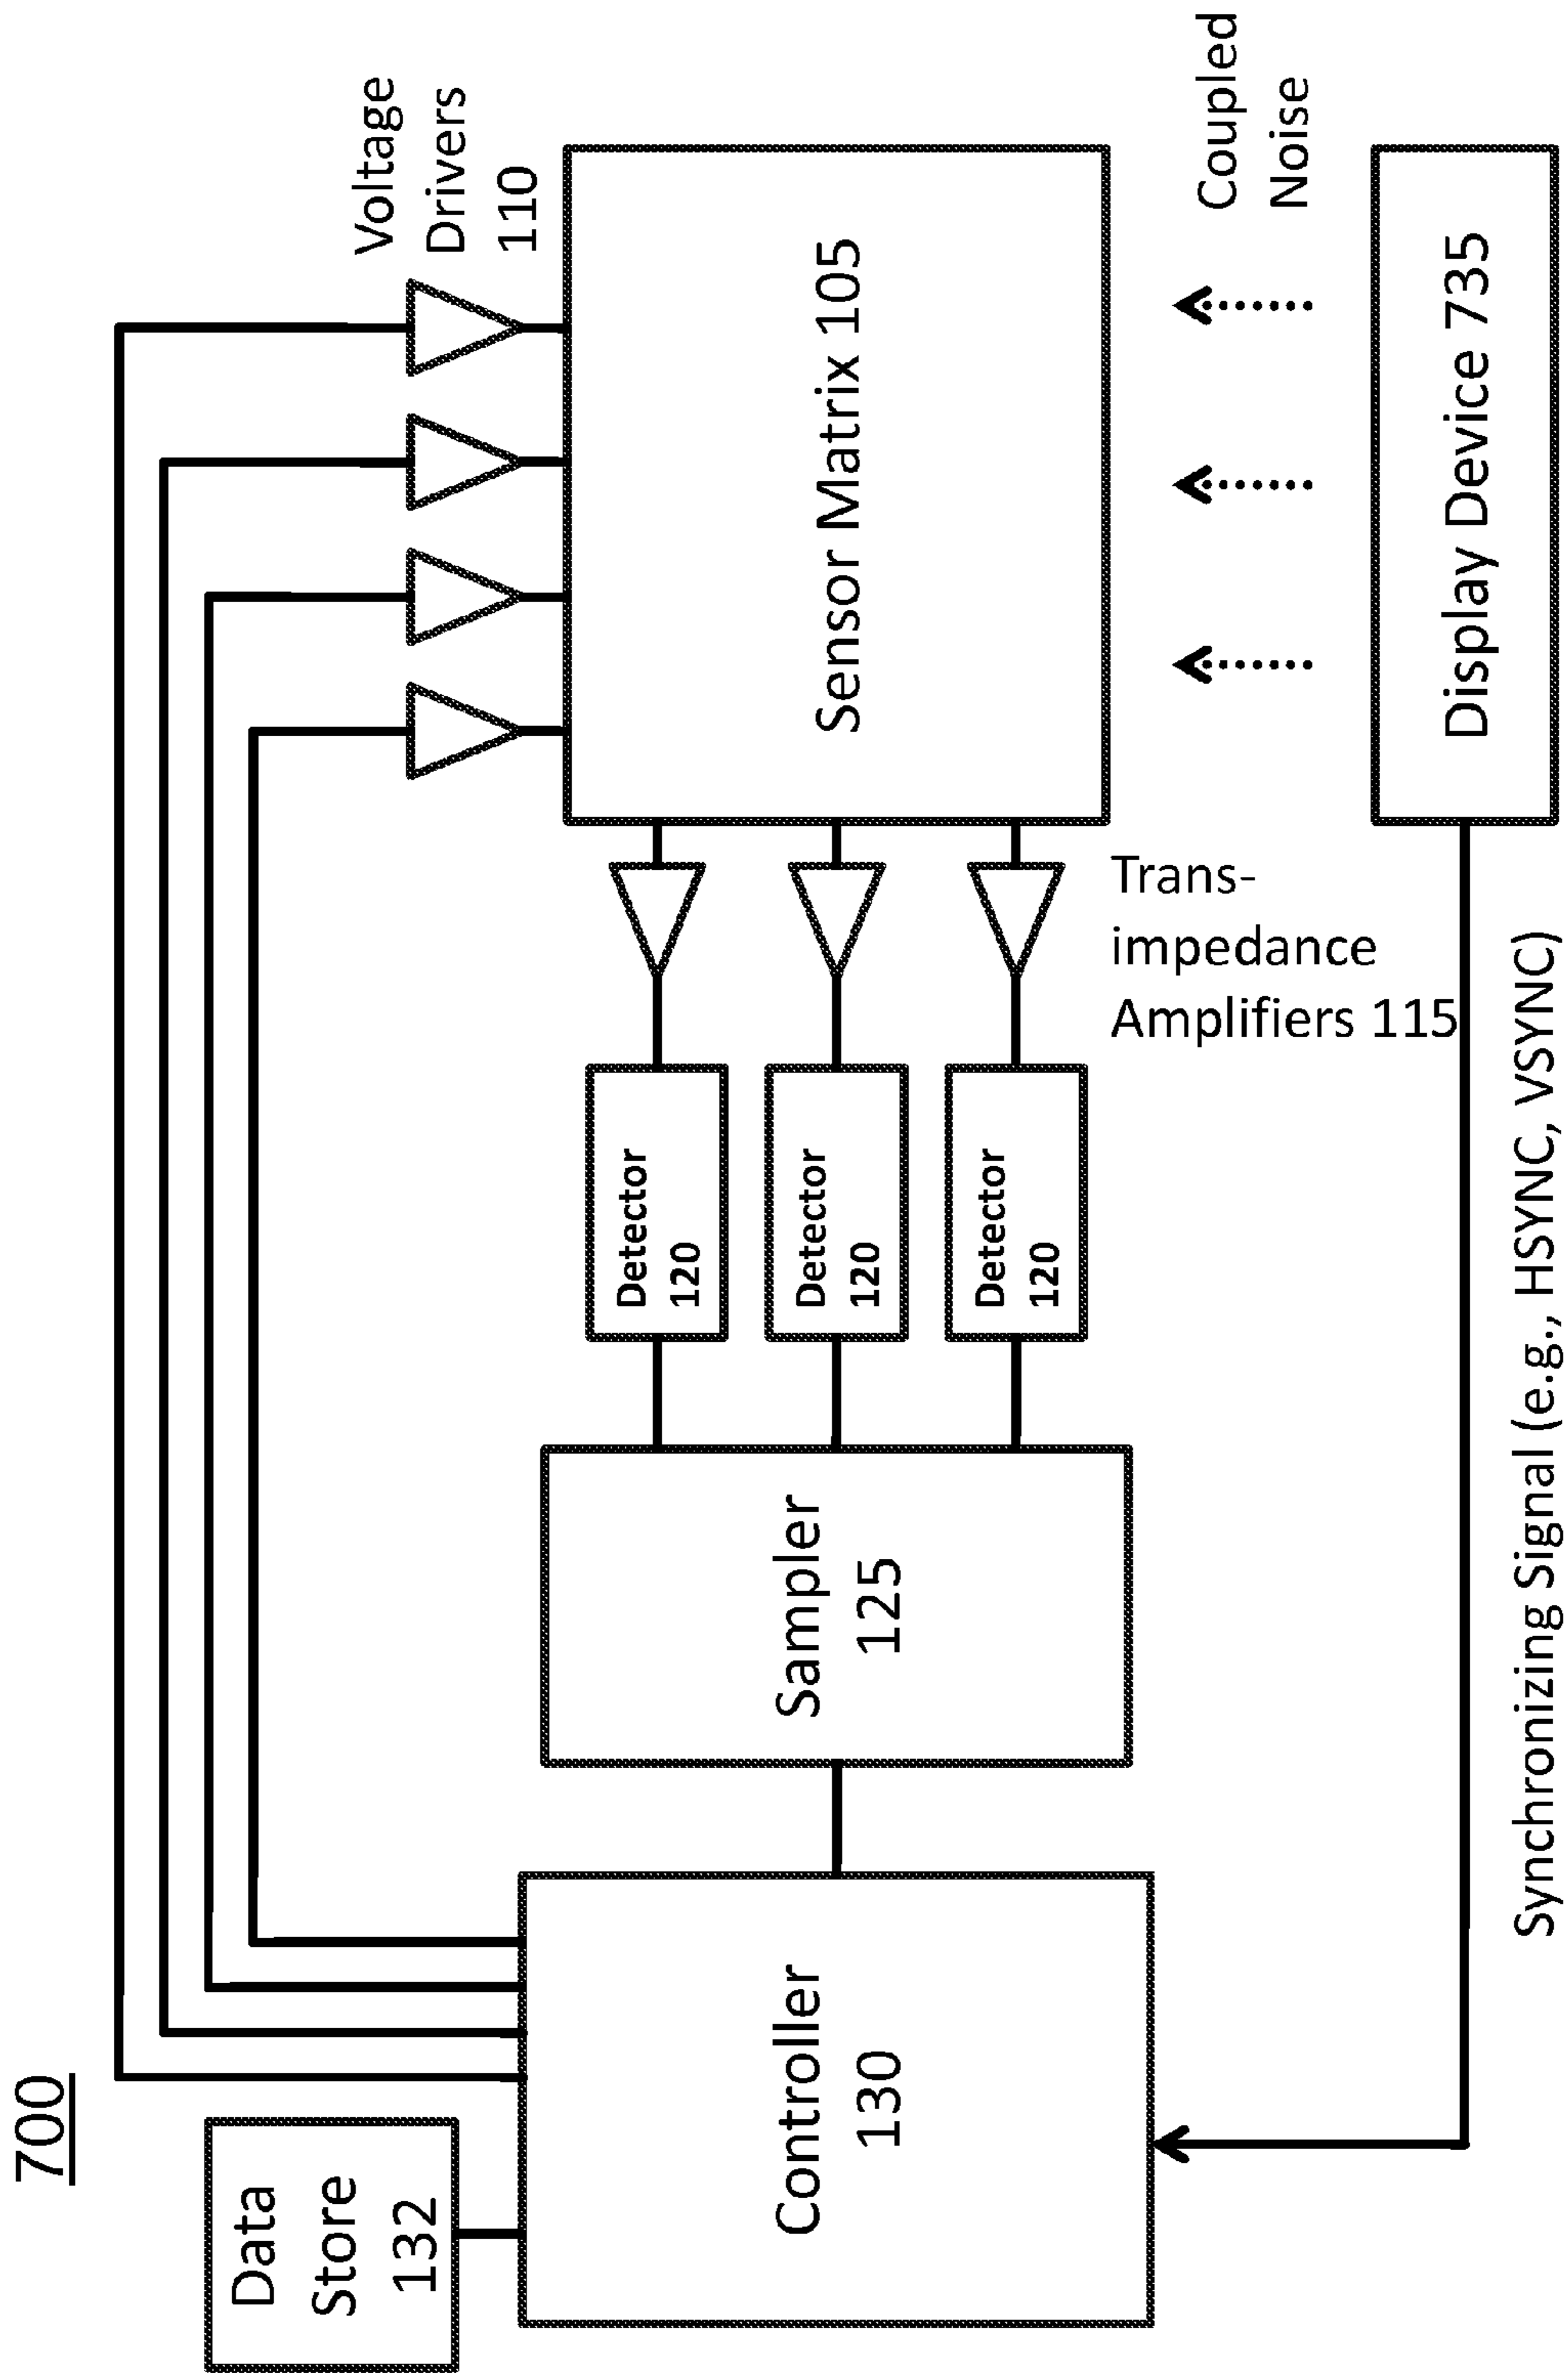 700
Data
Store
132
Voltage
Drivers
110
Controller
130
Sampler
125
Detector
120
Detector
120
Detector
120
Sensor Matrix 105
Trans-
impedance
Amplifiers 115
Coupled
Noise
Display Device 735
Synchronizing Signal (e.g., HSYNC, VSYNC)